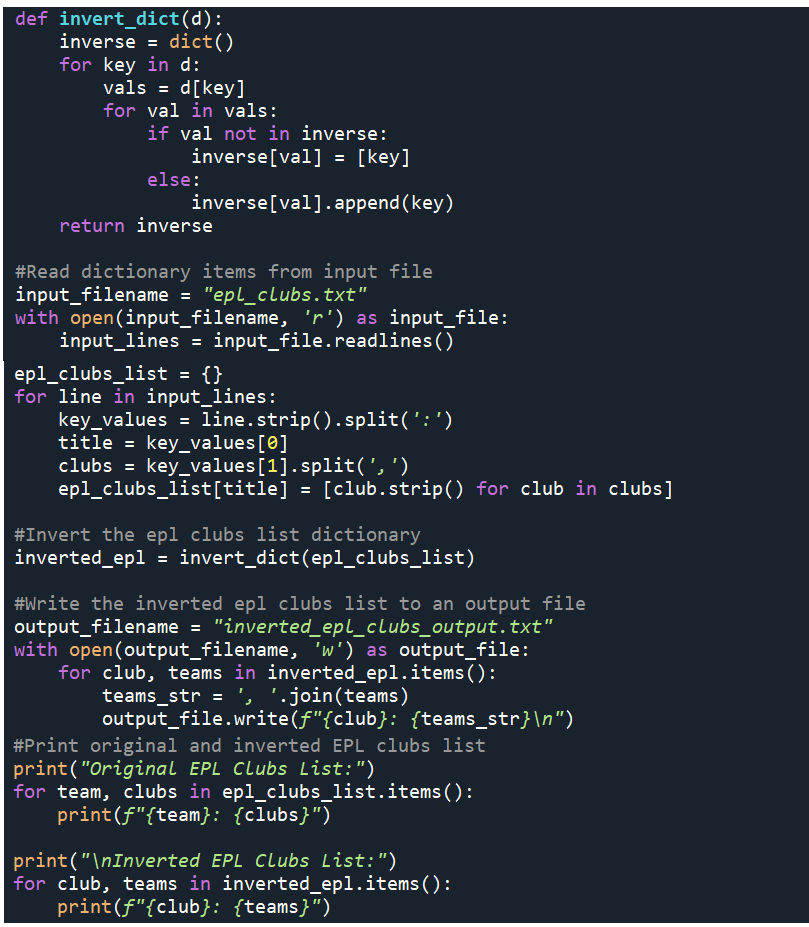 def invert_dict(d):
    inverse = dict()
    for key in d:
        vals = d[key]
        for val in vals:
            if val not in inverse:
                inverse[val] = [key]
            else:
                inverse[val].append(key)
    return inverse

#Read dictionary items from input file
input_filename = "epl_clubs.txt"
with open(input_filename, 'r') as input_file:
    input_lines = input_file.readlines()
epl_clubs_list = {}
for line in input_lines:
    key_values = line.strip().split(':')
    title = key_values[0]
    clubs = key_values[1].split(',')
    epl_clubs_list[title] = [club.strip() for club in clubs]

#Invert the epl clubs list dictionary
inverted_epl = invert_dict(epl_clubs_list)

#Write the inverted epl clubs list to an output file
output_filename = "inverted_epl_clubs_output.txt"
with open(output_filename, 'w') as output_file:
    for club, teams in inverted_epl.items():
        teams_str = ', '.join(teams)
        output_file.write(f"{club}: {teams_str}\n")
#Print original and inverted EPL clubs list
print("Original EPL Clubs List:")
for team, clubs in epl_clubs_list.items():
    print(f"{team}: {clubs}")

print("\nInverted EPL Clubs List:")
for club, teams in inverted_epl.items():
    print(f"{club}: {teams}")